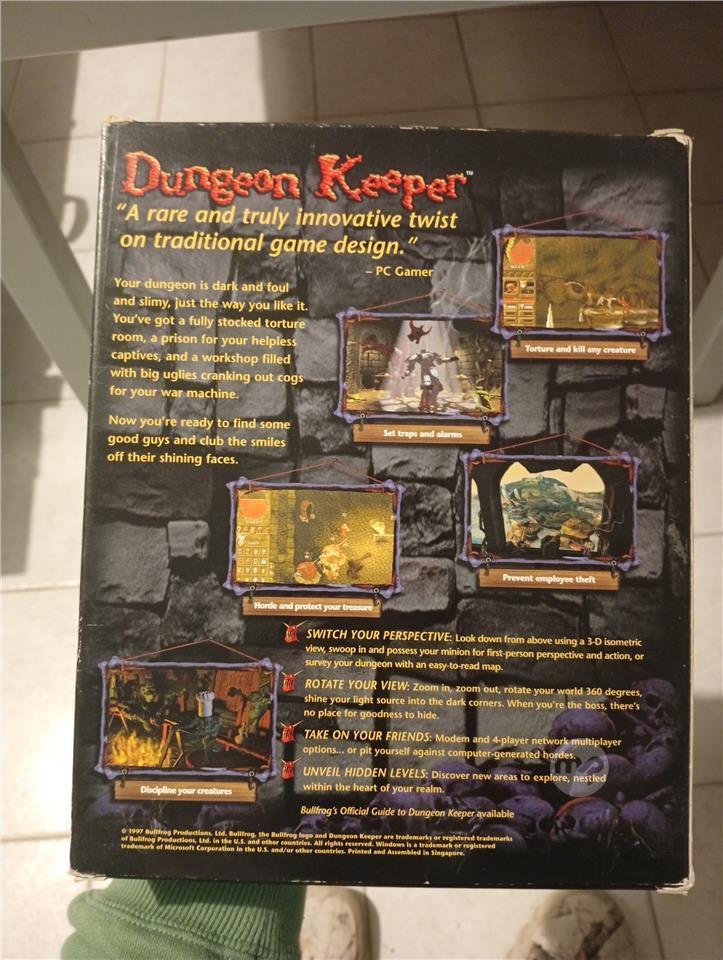 Dungeon Keeper™
"A rare and truly innovative twist
on traditional game design."
– PC Gamer
Your dungeon is dark and foul
and slimy, just the way you like it.
You've got a fully stocked torture
room, a prison for your helpless
captives, and a workshop filled
with big uglies cranking out cogs
for your war machine.
Now you're ready to find some
good guys and club the smiles
off their shining faces.
Torture and kill any creature
Set traps and alarms
Prevent employee theft
Horde and protect your treasure
Discipline your creatures
SWITCH YOUR PERSPECTIVE: Look down from above using a 3-D isometric
view, swoop in and possess your minion for first-person perspective and action, or
survey your dungeon with an easy-to-read map.
ROTATE YOUR VIEW: Zoom in, zoom out, rotate your world 360 degrees,
shine your light source into the dark corners. When you're the boss, there's
no place for goodness to hide.
TAKE ON YOUR FRIENDS: Modem and 4-player network multiplayer
options... or pit yourself against computer-generated hordes.
UNVEIL HIDDEN LEVELS: Discover new areas to explore, nestled
within the heart of your realm.
Bullfrog's Official Guide to Dungeon Keeper available
© 1997 Bullfrog Productions, Ltd. Bullfrog, the Bullfrog logo and Dungeon Keeper are trademarks or registered trademarks
of Bullfrog Productions, Ltd. in the U.S. and other countries. All rights reserved. Windows is a trademark or registered
trademark of Microsoft Corporation in the U.S. and/or other countries. Printed and Assembled in Singapore.